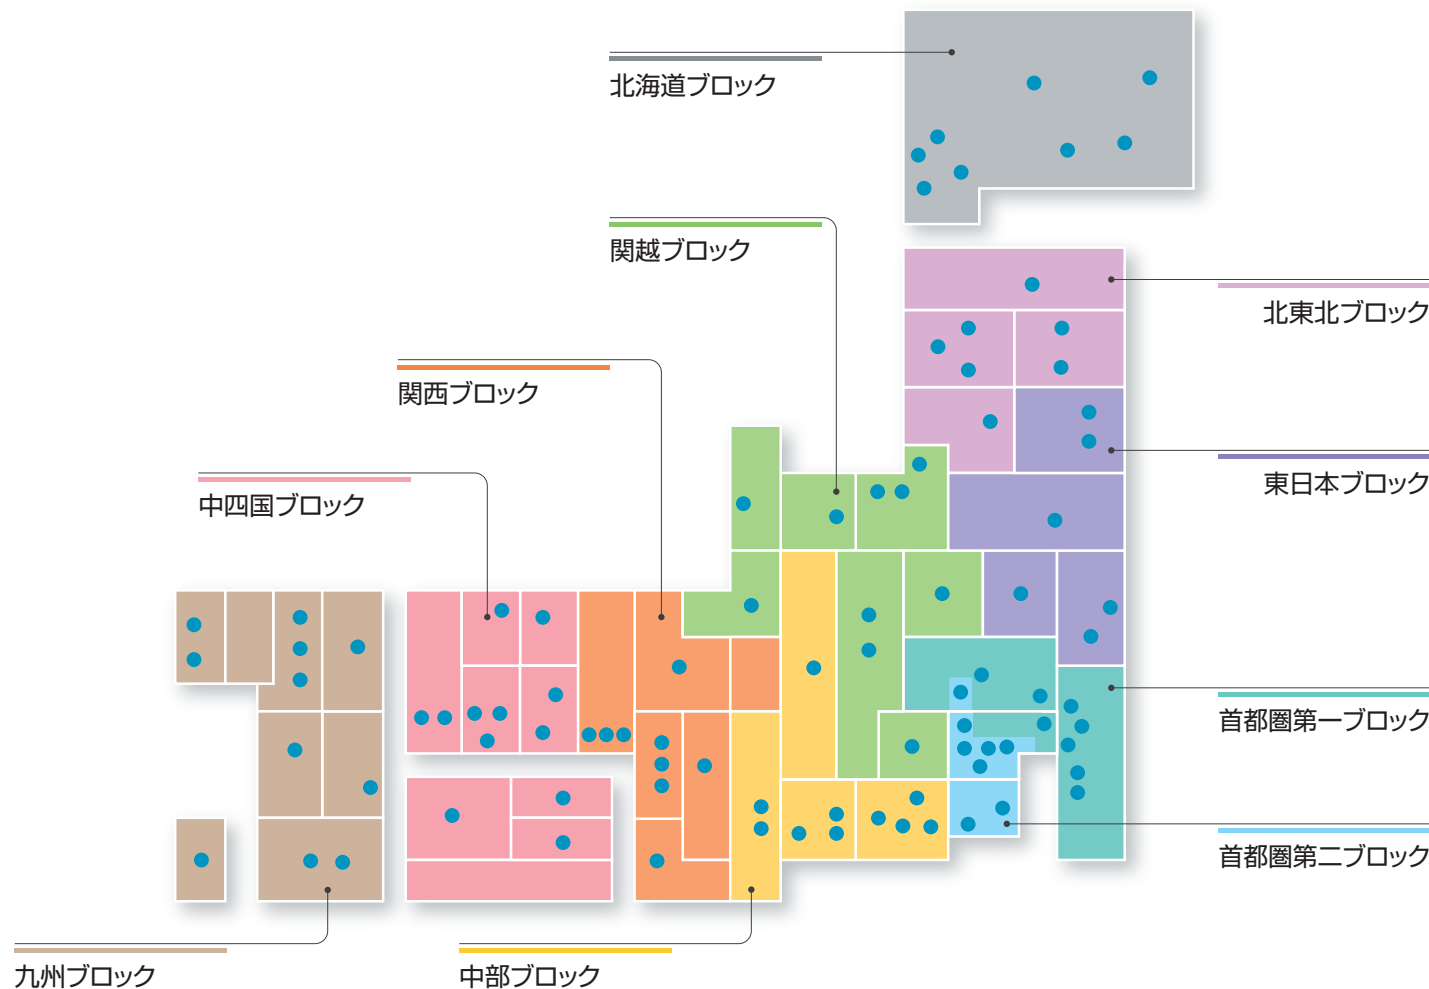 北海道ブロック
関越ブロック
北東北ブロック
関西ブロック
東日本ブロック
中四国ブロック
首都圏第一ブロック
首都圏第二ブロック
九州ブロック
中部ブロック